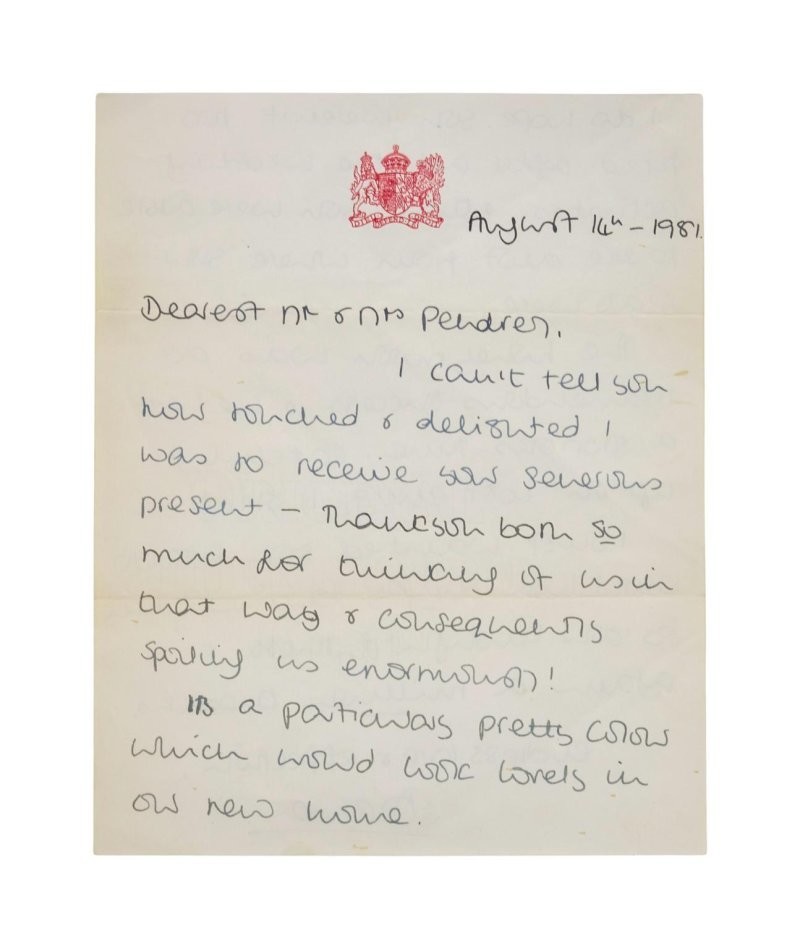 August 14th – 1981.
Dearest Mr & Mrs Pendrey,
I can't tell you
how touched & delighted I
was to receive your generous
present – Thankyou both so
much for thinking of us in
that way & consequently
spoiling us enormously!
It's a particularly pretty colour
which would look lovely in
our new home.